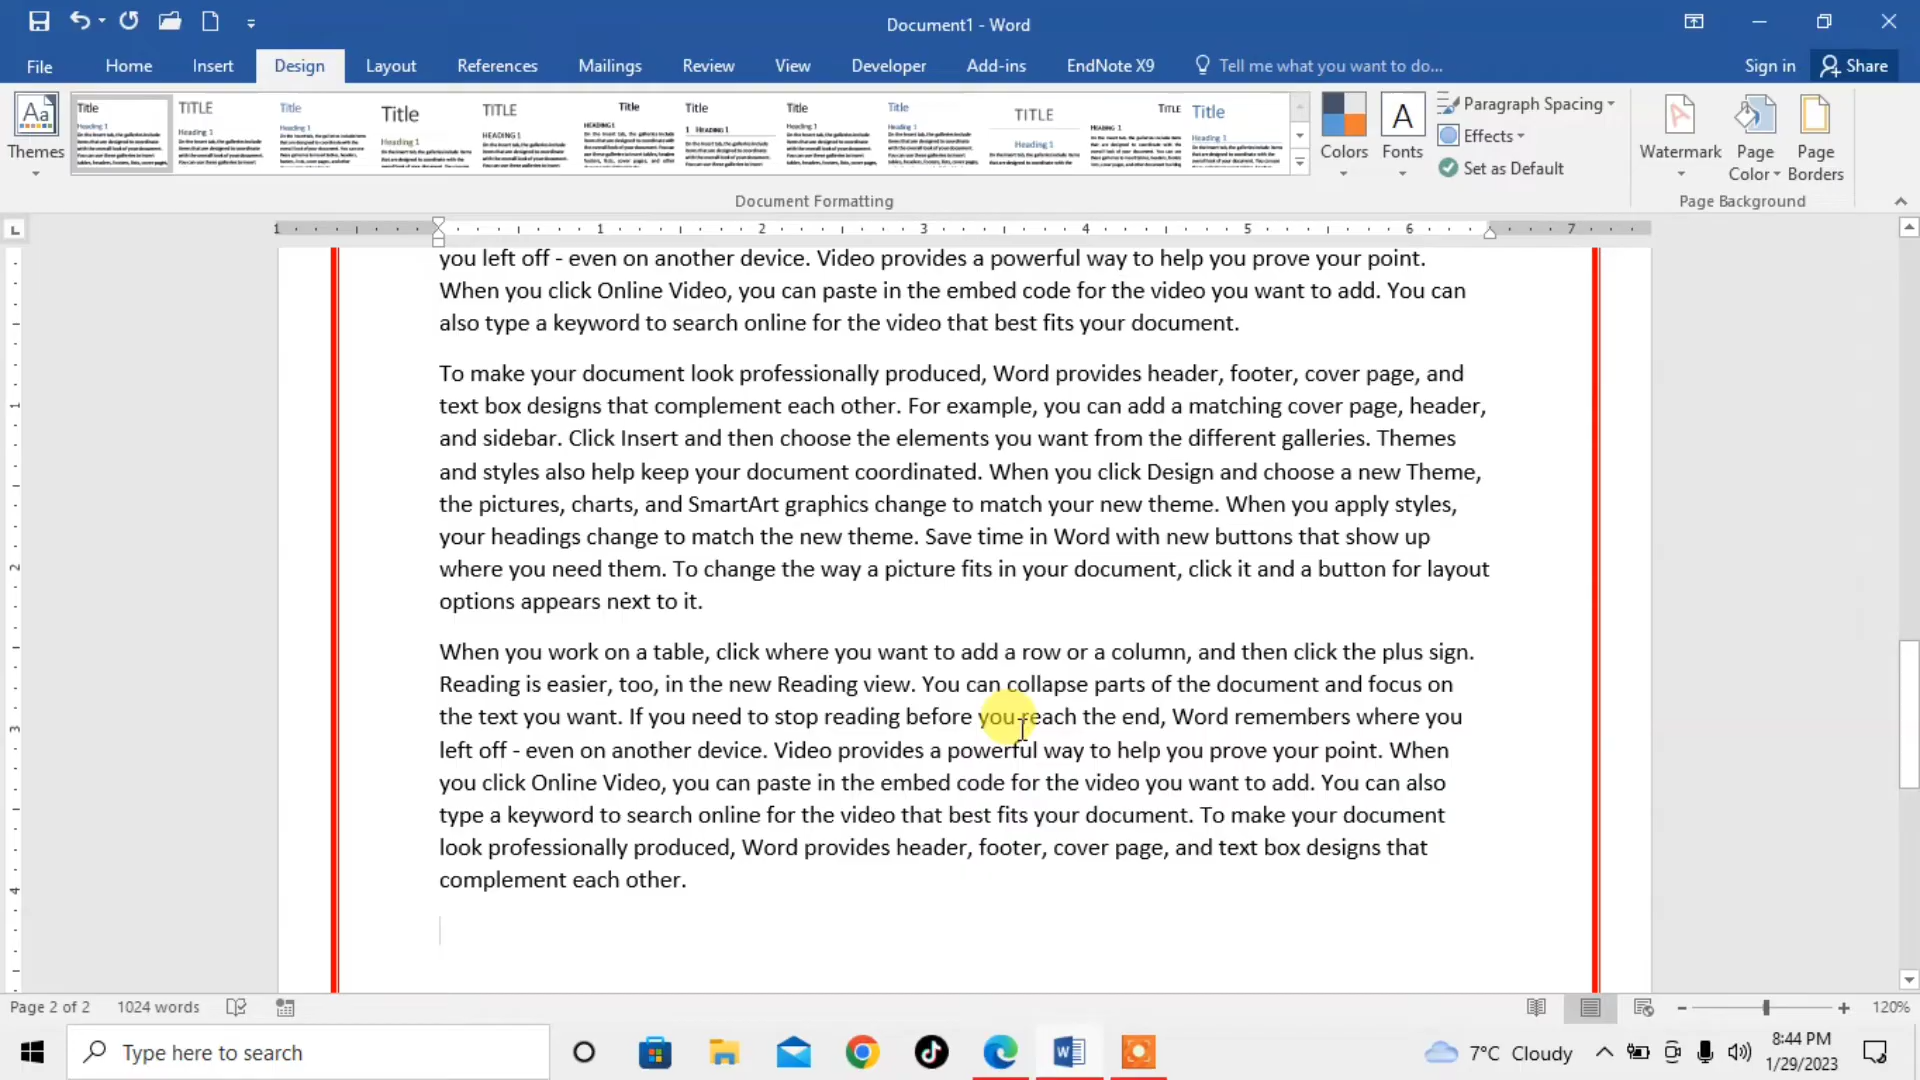 Document1 - Word
File Home Insert Design Layout References Mailings Review View Developer Add-ins EndNote X9 Tell me what you want to do... Sign in Share
Themes
Title
Heading 1
TITLE
Heading 1
Title
Heading 1
Title
Heading 1
TITLE
HEADING 1
Title
HEADING 1
Title
1 HEADING 1
Title
Heading 1
Title
Heading 1
TITLE
Heading 1
TITLE
HEADING 1
Title
Heading 1
Colors
Fonts
Paragraph Spacing
Effects
Set as Default
Watermark
Page Color
Page Borders
Document Formatting
Page Background
1 1 2 3 4 5 6 7
you left off - even on another device. Video provides a powerful way to help you prove your point.
When you click Online Video, you can paste in the embed code for the video you want to add. You can
also type a keyword to search online for the video that best fits your document.
To make your document look professionally produced, Word provides header, footer, cover page, and
text box designs that complement each other. For example, you can add a matching cover page, header,
and sidebar. Click Insert and then choose the elements you want from the different galleries. Themes
and styles also help keep your document coordinated. When you click Design and choose a new Theme,
the pictures, charts, and SmartArt graphics change to match your new theme. When you apply styles,
your headings change to match the new theme. Save time in Word with new buttons that show up
where you need them. To change the way a picture fits in your document, click it and a button for layout
options appears next to it.
When you work on a table, click where you want to add a row or a column, and then click the plus sign.
Reading is easier, too, in the new Reading view. You can collapse parts of the document and focus on
the text you want. If you need to stop reading before you reach the end, Word remembers where you
left off - even on another device. Video provides a powerful way to help you prove your point. When
you click Online Video, you can paste in the embed code for the video you want to add. You can also
type a keyword to search online for the video that best fits your document. To make your document
look professionally produced, Word provides header, footer, cover page, and text box designs that
complement each other.
1
2
3
4
Page 2 of 2 1024 words 120%
Type here to search
7°C Cloudy
8:44 PM
1/29/2023